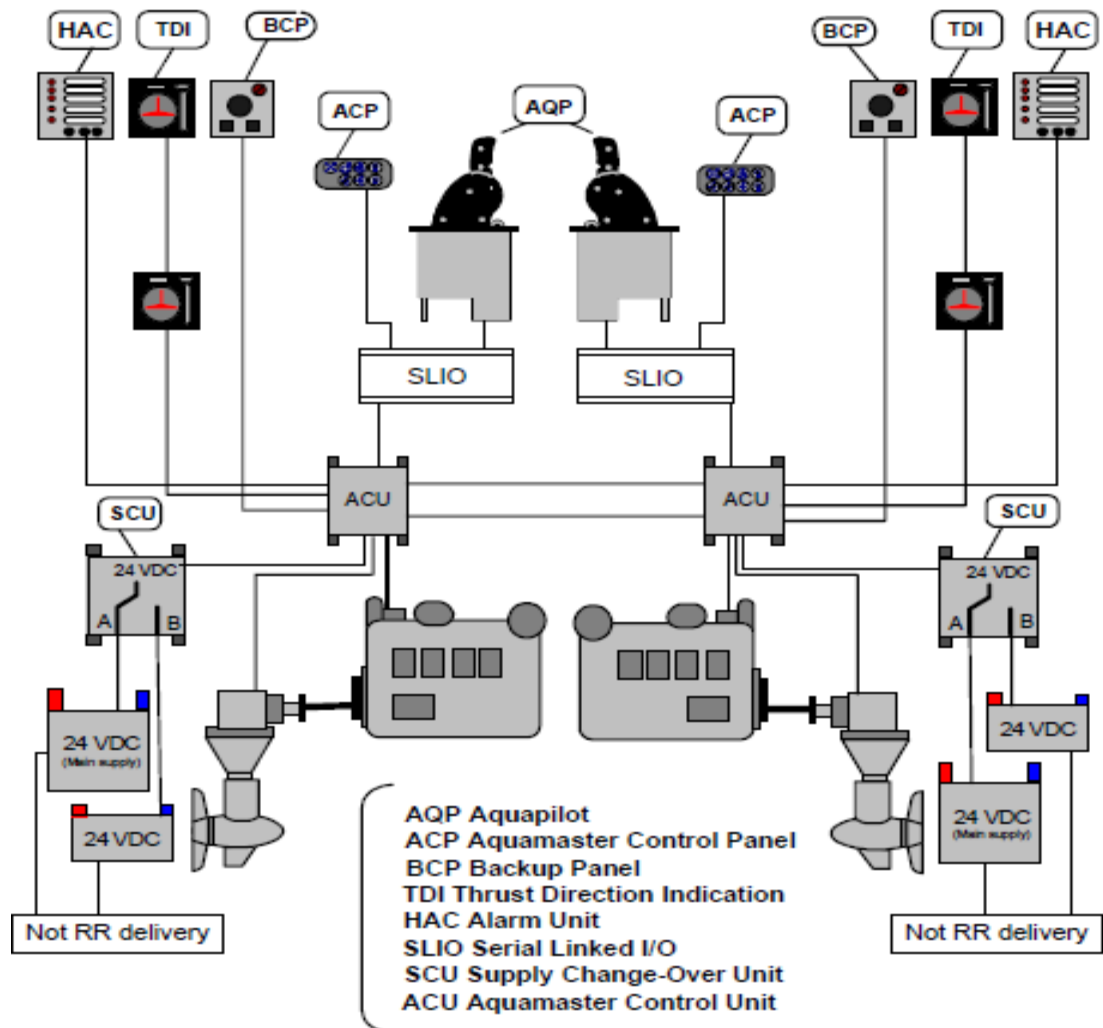 HAC
TDI
BCP
BCP
TDI
HAC
ACP
AQP
ACP
SLIO
SLIO
ACU
ACU
SCU
SCU
24 VDC
A
B
24 VDC
A
B
24 VDC
(Main supply)
24 VDC
24 VDC
24 VDC
(Main supply)
Not RR delivery
Not RR delivery
AQP Aquapilot
ACP Aquamaster Control Panel
BCP Backup Panel
TDI Thrust Direction Indication
HAC Alarm Unit
SLIO Serial Linked I/O
SCU Supply Change-Over Unit
ACU Aquamaster Control Unit